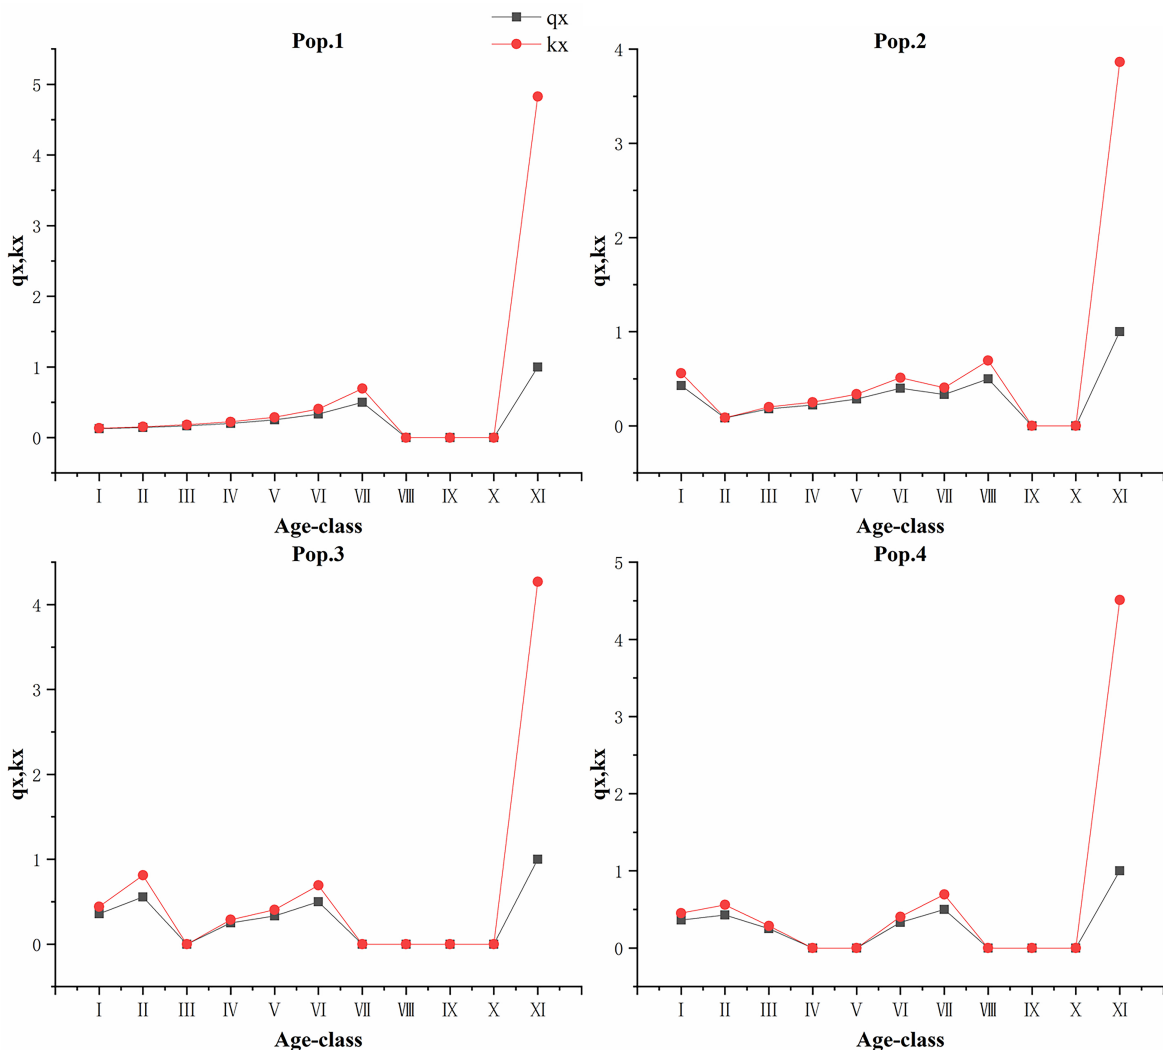 Pop.1
qx
kx
5
4
3
2
1
0
qx,kx
Ⅰ Ⅱ Ⅲ Ⅳ Ⅴ Ⅵ Ⅶ Ⅷ Ⅸ Ⅹ Ⅺ
Age-class
Pop.2
4
3
2
1
0
qx,kx
Ⅰ Ⅱ Ⅲ Ⅳ Ⅴ Ⅵ Ⅶ Ⅷ Ⅸ Ⅹ Ⅺ
Age-class
Pop.3
4
3
2
1
0
qx,kx
Ⅰ Ⅱ Ⅲ Ⅳ Ⅴ Ⅵ Ⅶ Ⅷ Ⅸ Ⅹ Ⅺ
Age-class
Pop.4
5
4
3
2
1
0
qx,kx
Ⅰ Ⅱ Ⅲ Ⅳ Ⅴ Ⅵ Ⅶ Ⅷ Ⅸ Ⅹ Ⅺ
Age-class